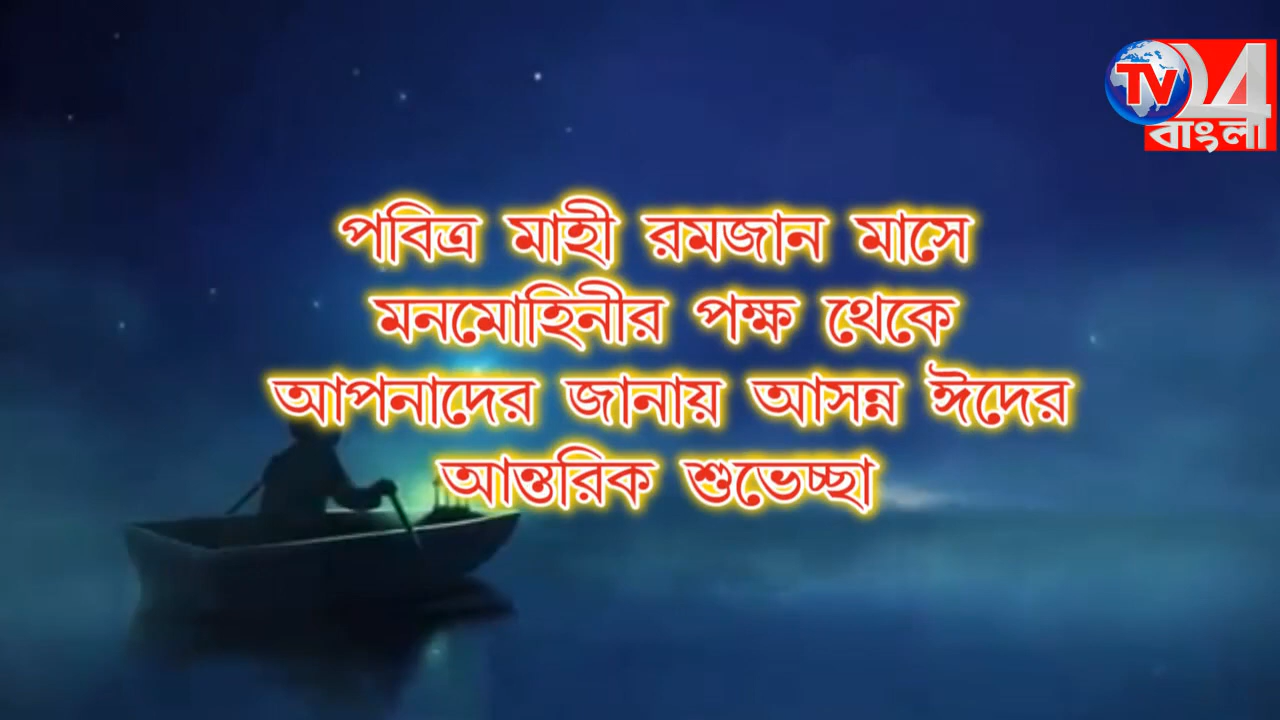 TV 24
বাংলা
পবিত্র মাহী রমজান মাসে
মনমোহিনীর পক্ষ থেকে
আপনাদের জানায় আসন্ন ঈদের
আন্তরিক শুভেচ্ছা